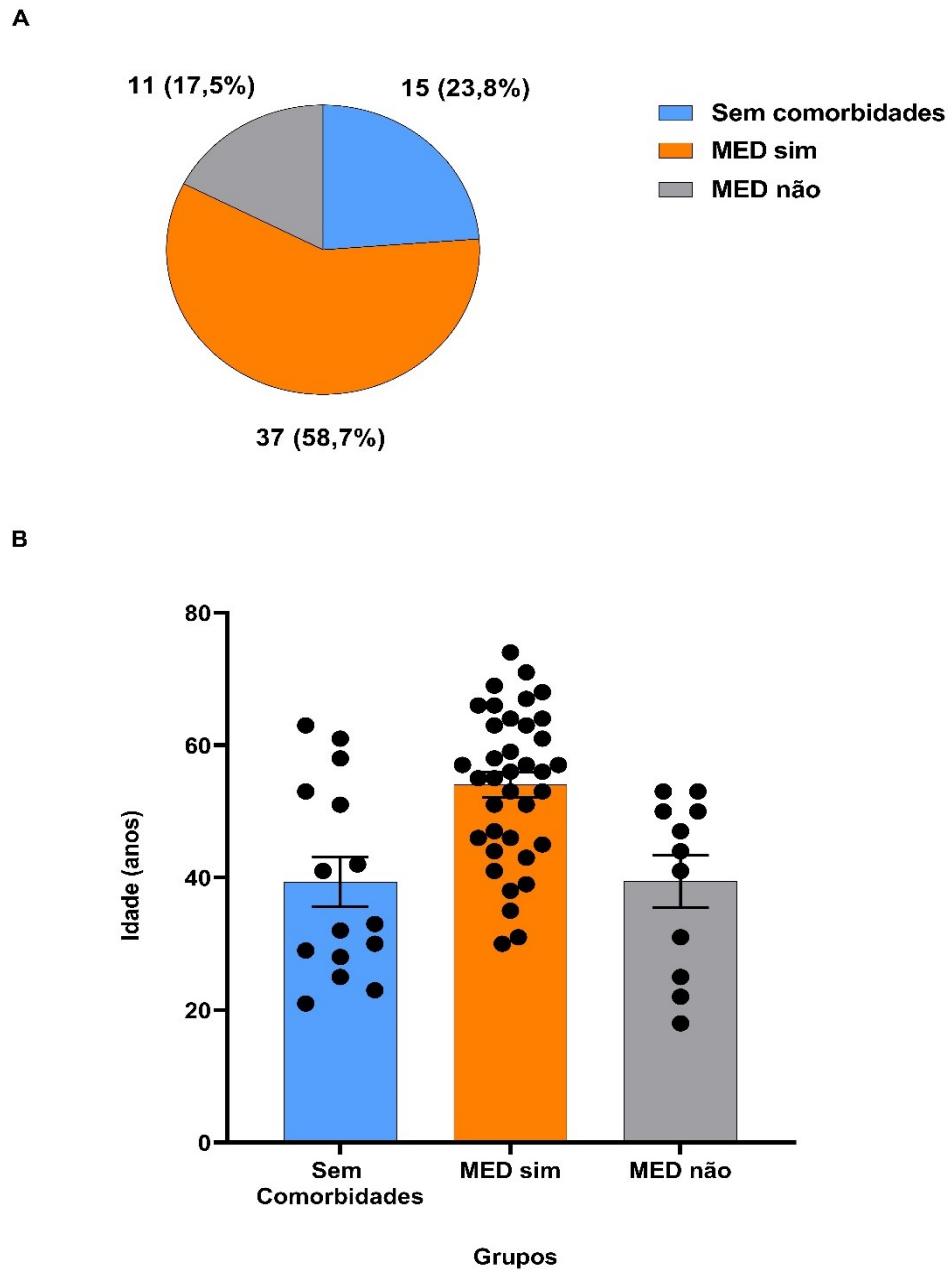 A
11 (17,5%)
15 (23,8%)
37 (58,7%)
Sem comorbidades
MED sim
MED não
B
Idade (anos)
80
60
40
20
0
Sem
Comorbidades
MED sim
MED não
Grupos